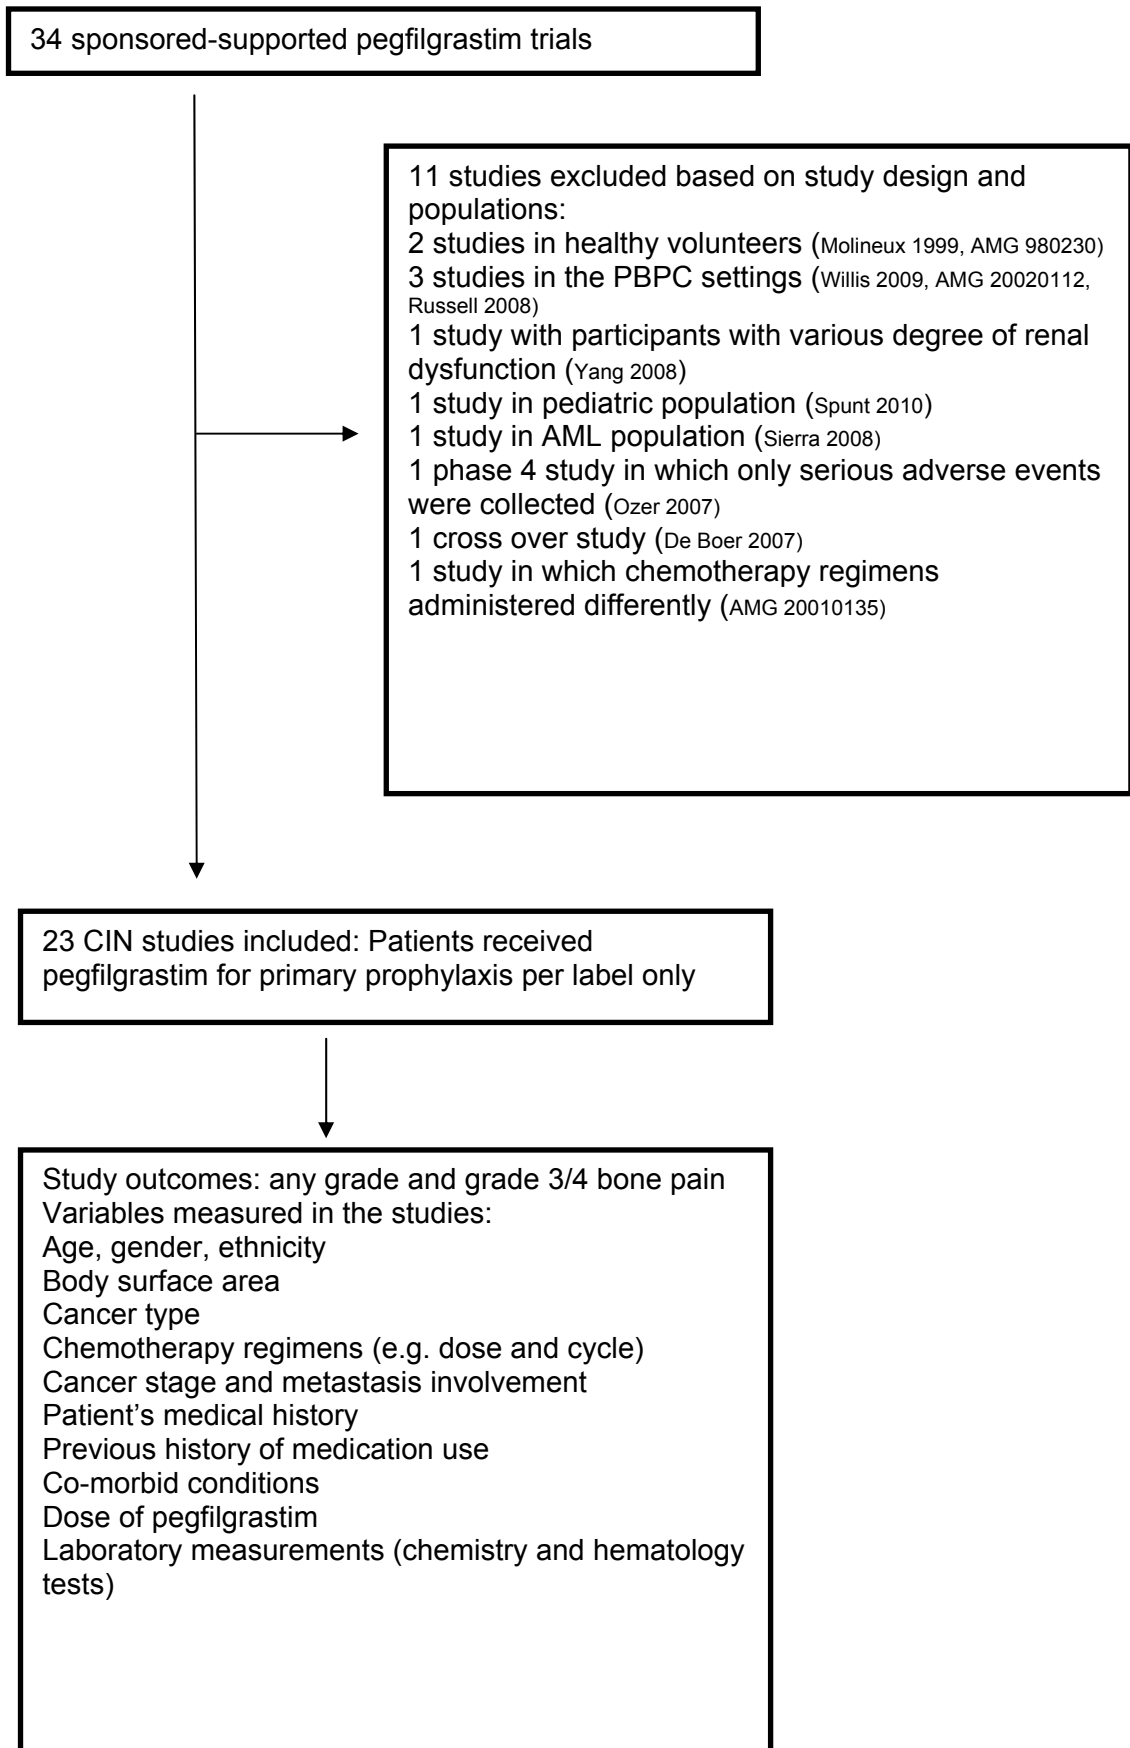 34 sponsored-supported pegfilgrastim trials
11 studies excluded based on study design and
populations:
2 studies in healthy volunteers (Molineux 1999, AMG 980230)
3 studies in the PBPC settings (Willis 2009, AMG 20020112,
Russell 2008)
1 study with participants with various degree of renal
dysfunction (Yang 2008)
1 study in pediatric population (Spunt 2010)
1 study in AML population (Sierra 2008)
1 phase 4 study in which only serious adverse events
were collected (Ozer 2007)
1 cross over study (De Boer 2007)
1 study in which chemotherapy regimens
administered differently (AMG 20010135)
23 CIN studies included: Patients received
pegfilgrastim for primary prophylaxis per label only
Study outcomes: any grade and grade 3/4 bone pain
Variables measured in the studies:
Age, gender, ethnicity
Body surface area
Cancer type
Chemotherapy regimens (e.g. dose and cycle)
Cancer stage and metastasis involvement
Patient’s medical history
Previous history of medication use
Co-morbid conditions
Dose of pegfilgrastim
Laboratory measurements (chemistry and hematology
tests)